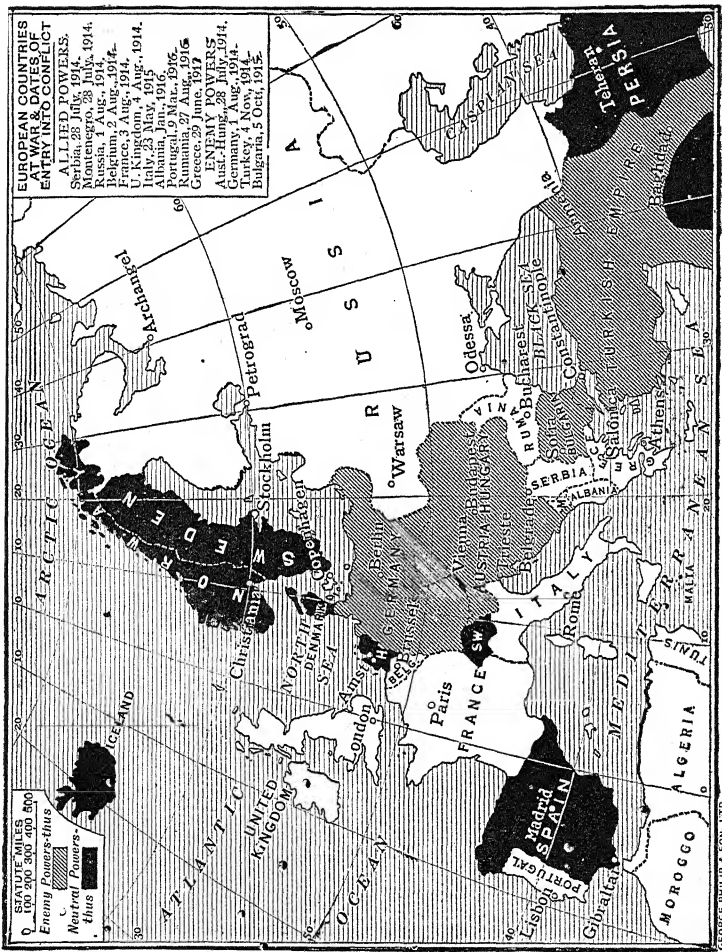 EUROPEAN COUNTRIES
AT WAR & DATES OF
ENTRY INTO CONFLICT
ALLIED POWERS.
Serbia, 28 July, 1914.
Montenegro, 28 July, 1914.
Russia, 1 Aug., 1914.
Belgium, 2 Aug., 1914.
France, 3 Aug., 1914.
U. Kingdom, 4 Aug., 1914.
Italy, 23 May, 1915
Albania, Jan., 1916.
Portugal, 9 Mar., 1916.
Rumania, 27 Aug., 1916
Greece, 29 June, 1917
ENEMY POWERS
Aust.-Hung, 28 July, 1914.
Germany, 1 Aug., 1914.
Turkey, 4 Nov., 1914.
Bulgaria, 5 Oct., 1915.
STATUTE MILES
0 100 200 300 400 500
Enemy Powers-thus
Neutral Powers-
thus
ICELAND
ARCTIC OCEAN
ATLANTIC
OCEAN
NORWAY
SWEDEN
Christiania
Stockholm
Copenhagen
DENMARK
NORTH
SEA
UNITED
KINGDOM
London
Amst.
H
Brussels
BELG.
Paris
FRANCE
SW
GERMAN
Berlin
Archangel
Petrograd
Moscow
RUSSIA
Warsaw
Odessa
Vienna
Budapest
AUSTRIA HUNGARY
Trieste
Belgrade
RUMANIA
Bucharest
Sofia
BULGARIA
SERBIA
M.
ALBANIA
GREECE
Salonica
Athens
Constantinople
BLACK SEA
TURKISH EMPIRE
Armenia
Baghdad
CASPIAN SEA
Teheran
PERSIA
ITALY
Rome
MEDITERRANEAN SEA
MALTA
TUNIS
ALGERIA
MOROCCO
Madrid
SPAIN
PORTUGAL
Lisbon
Gibraltar